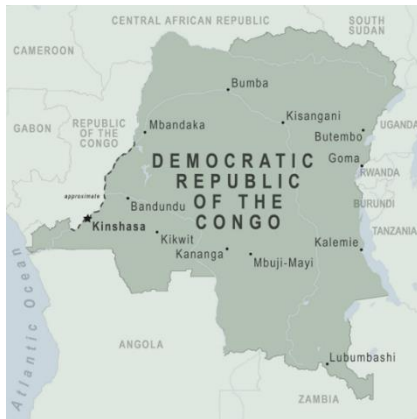 CENTRAL AFRICAN REPUBLIC
SOUTH
SUDAN
CAMEROON
Bumba
REPUBLIC
OF THE
CONGO
Mbandaka
Kisangani
UGANDA
GABON
Butembo
DEMOCRATIC
REPUBLIC
OF THE
CONGO
Goma
RWANDA
approximate
Bandundu
BURUNDI
Kinshasa
TANZANIA
Kikwit
Kananga
Kalemie
Mbuji-Mayi
Atlantic Ocean
ANGOLA
Lubumbashi
ZAMBIA